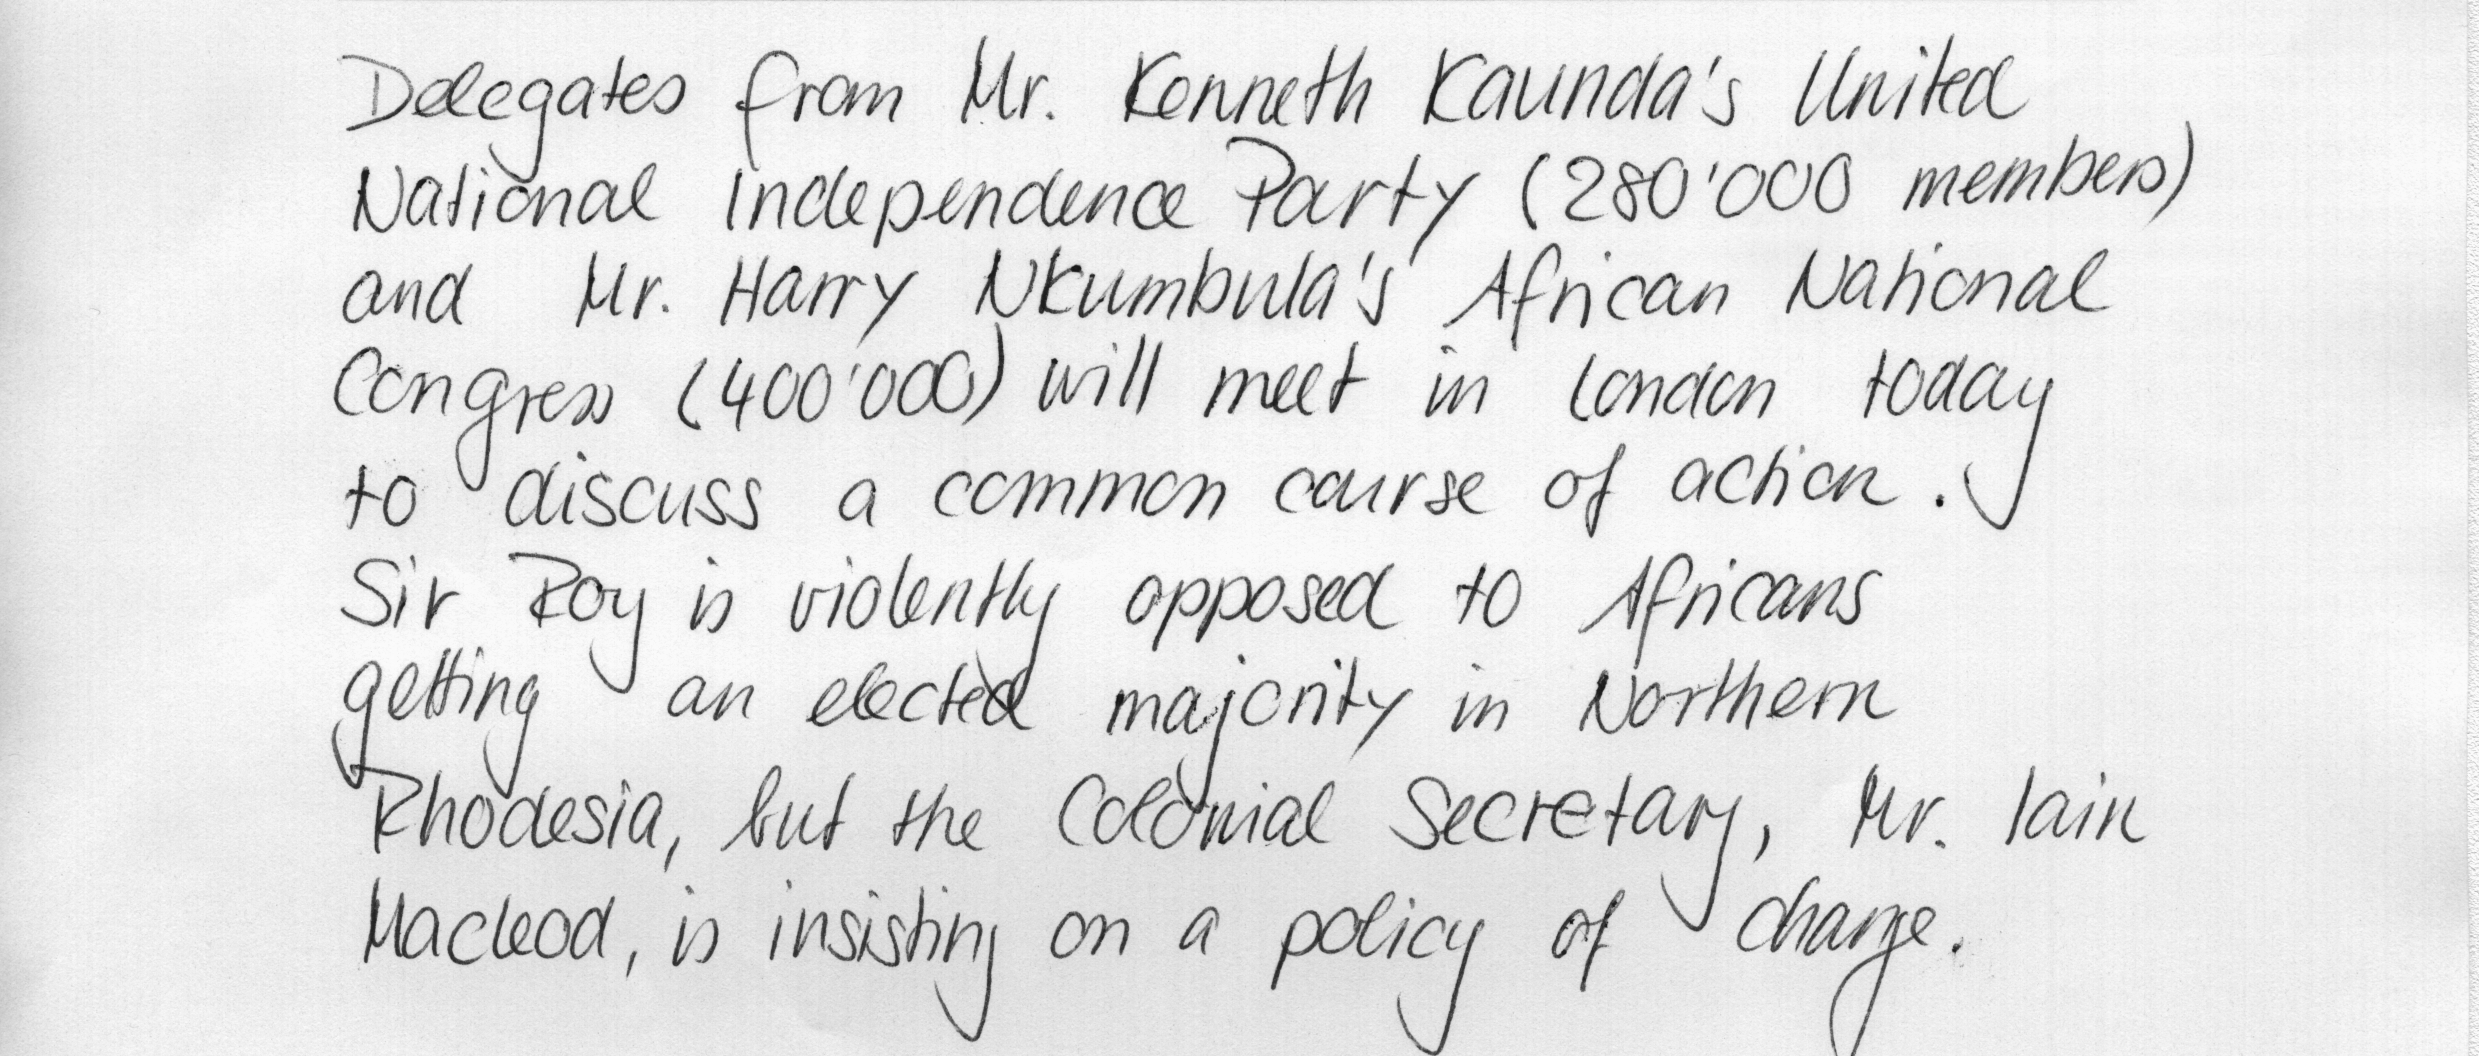 Delegates from Mr. Kenneth Kaunda's United
National Independence Party (280'000 members)
and Mr. Harry Nkumbula's African National
Congress (400'000) will meet in London today
to discuss a common course of action.
Sir Roy is violently opposed to Africans
getting an elected majority in Northern
Rhodesia, but the Colonial Secretary, Mr. Iain
Macleod, is insisting on a policy of change.